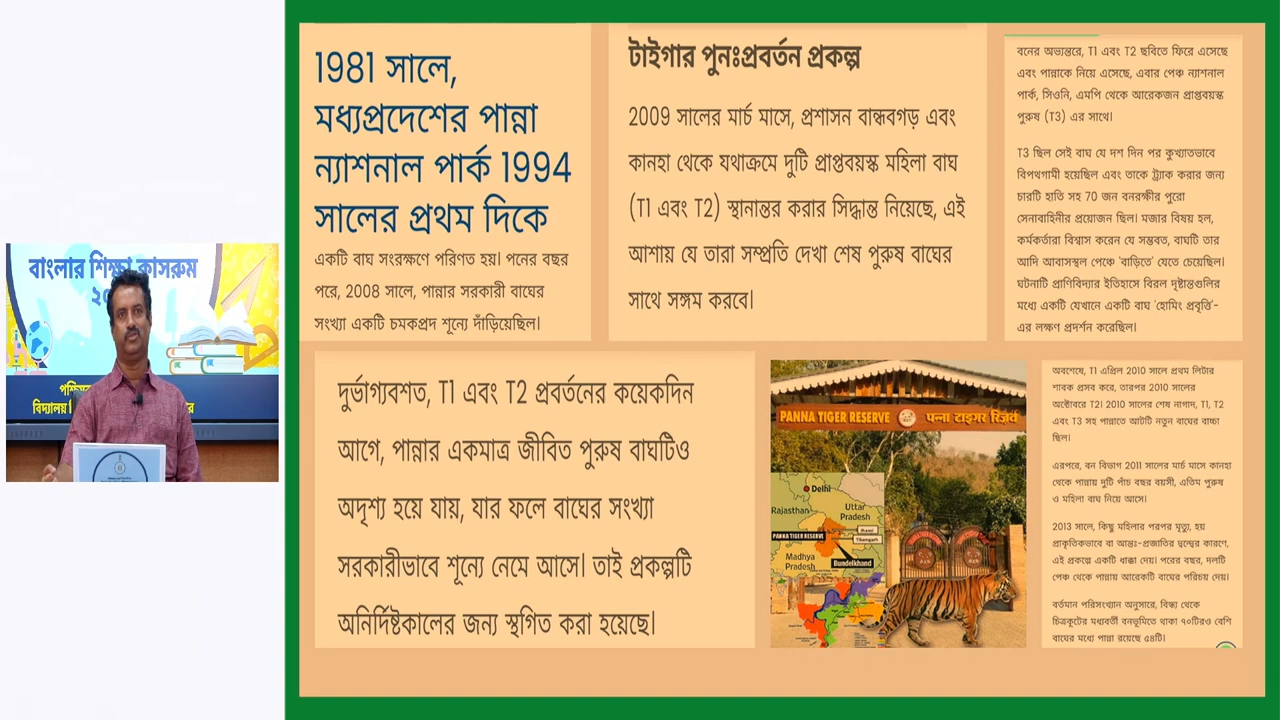 1981 সালে,
মধ্যপ্রদেশের পান্না
ন্যাশনাল পার্ক 1994
সালের প্রথম দিকে
একটি বাঘ সংরক্ষণে পরিণত হয়। পনের বছর
পরে, 2008 সালে, পান্নার সরকারী বাঘের
সংখ্যা একটি চমকপ্রদ শূন্যে দাঁড়িয়েছিল।
টাইগার পুনঃপ্রবর্তন প্রকল্প
2009 সালের মার্চ মাসে, প্রশাসন বান্ধবগড় এবং
কানহা থেকে যথাক্রমে দুটি প্রাপ্তবয়স্ক মহিলা বাঘ
(T1 এবং T2) স্থানান্তর করার সিদ্ধান্ত নিয়েছে, এই
আশায় যে তারা সম্প্রতি দেখা শেষ পুরুষ বাঘের
সাথে সঙ্গম করবে।
বনের অভ্যন্তরে, T1 এবং T2 ছবিতে ফিরে এসেছে
এবং পান্নাকে নিয়ে এসেছে, এবার পেঞ্চ ন্যাশনাল
পার্ক, সিওনি, এমপি থেকে আরেকজন প্রাপ্তবয়স্ক
পুরুষ (T3) এর সাথে।
T3 ছিল সেই বাঘ যে দশ দিন পর কুখ্যাতভাবে
বিপথগামী হয়েছিল এবং তাকে ট্র্যাক করার জন্য
চারটি হাতি সহ 70 জন বনরক্ষীর পুরো
সেনাবাহিনীর প্রয়োজন ছিল। মজার বিষয় হল,
কর্মকর্তারা বিশ্বাস করেন যে সম্ভবত, বাঘটি তার
আদি আবাসস্থল পেঞ্চে 'বাড়িতে' যেতে চেয়েছিল।
ঘটনাটি প্রাণিবিদ্যার ইতিহাসে বিরল দৃষ্টান্তগুলির
মধ্যে একটি যেখানে একটি বাঘ 'হোমিং প্রবৃত্তি'-
এর লক্ষণ প্রদর্শন করেছিল।
দুর্ভাগ্যবশত, T1 এবং T2 প্রবর্তনের কয়েকদিন
আগে, পান্নার একমাত্র জীবিত পুরুষ বাঘটিও
অদৃশ্য হয়ে যায়, যার ফলে বাঘের সংখ্যা
সরকারীভাবে শূন্যে নেমে আসে। তাই প্রকল্পটি
অনির্দিষ্টকালের জন্য স্থগিত করা হয়েছে।
PANNA TIGER RESERVE पन्ना टाइगर रिज़र्व
Delhi
Rajasthan
Uttar
Pradesh
PANNA TIGER RESERVE
Jhansi
Tikamgarh
Madhya
Pradesh
Bundelkhand
অবশেষে, T1 এপ্রিল 2010 সালে প্রথম লিটার
শাবক প্রসব করে, তারপর 2010 সালের
অক্টোবরে T2। 2010 সালের শেষ নাগাদ, T1, T2
এবং T3 সহ পান্নাতে আটটি নতুন বাঘের বাচ্চা
ছিল।
এরপরে, বন বিভাগ 2011 সালের মার্চ মাসে কানহা
থেকে পান্নায় দুটি পাঁচ বছর বয়সী, এতিম পুরুষ
ও মহিলা বাঘ নিয়ে আসে।
2013 সালে, কিছু মহিলার পরপর মৃত্যু, হয়
প্রাকৃতিকভাবে বা আন্তঃ-প্রজাতির দ্বন্দ্বের কারণে,
এই প্রকল্পে একটি ধাক্কা দেয়। পরের বছর, দলটি
পেঞ্চ থেকে পান্নায় আরেকটি বাঘের পরিচয় দেয়।
বর্তমান পরিসংখ্যান অনুসারে, বিন্ধ্য থেকে
চিত্রকূটের মধ্যবর্তী বনভূমিতে থাকা ৭০টিরও বেশি
বাঘের মধ্যে পান্না রয়েছে ৫৪টি।
বাংলার শিক্ষা ক্লাসরুম